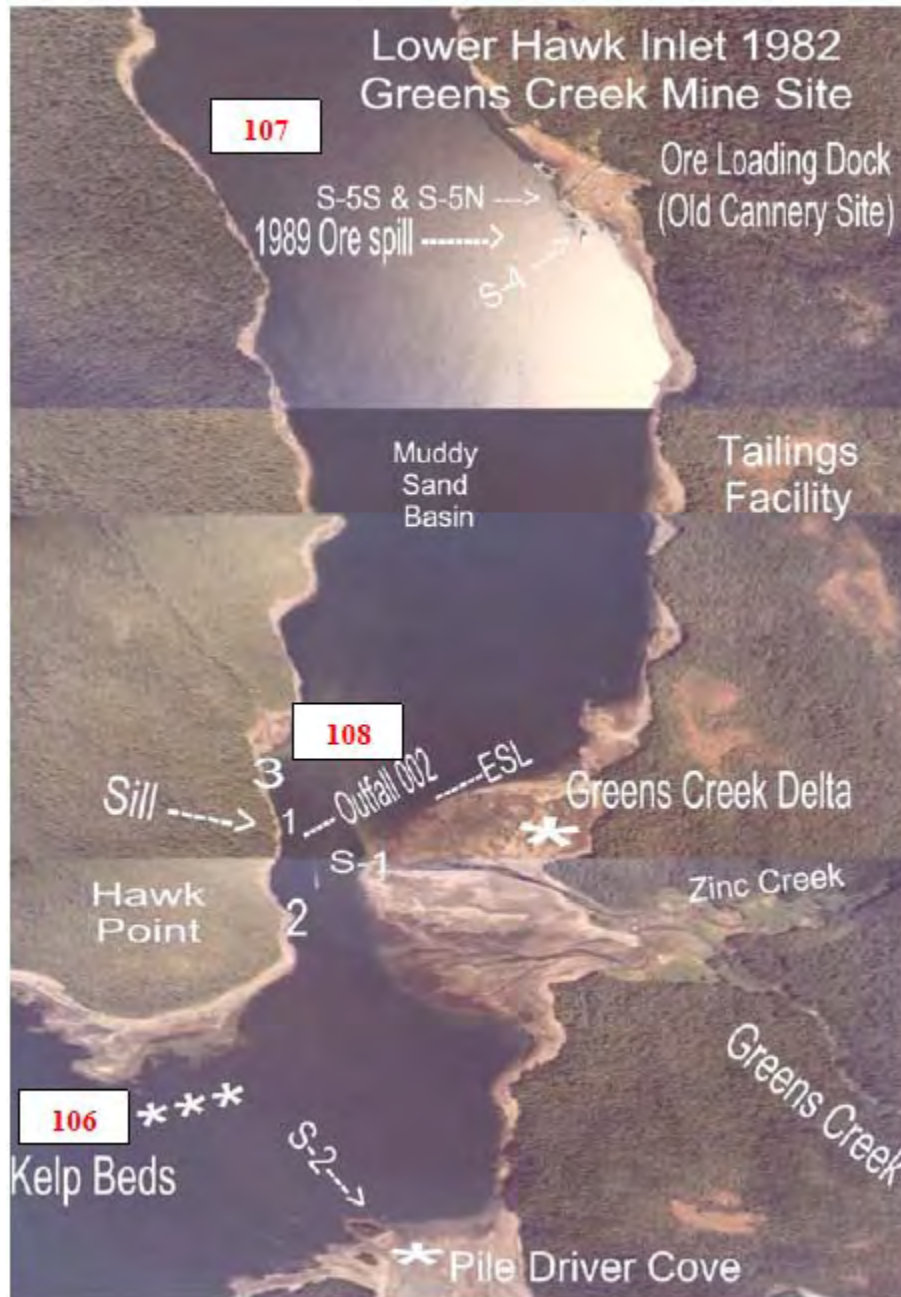 Lower Hawk Inlet 1982
Greens Creek Mine Site
107
Ore Loading Dock
(Old Cannery Site)
S-5S & S-5N --->
1989 Ore spill -------->
S-4 --->
Muddy
Sand
Basin
Tailings
Facility
108
3
Sill ----->
1
----Outfall 002
-----ESL
Greens Creek Delta
*
S-1
Zinc Creek
Hawk
Point
2
Greens Creek
106
***
Kelp Beds
S-2--->
* Pile Driver Cove